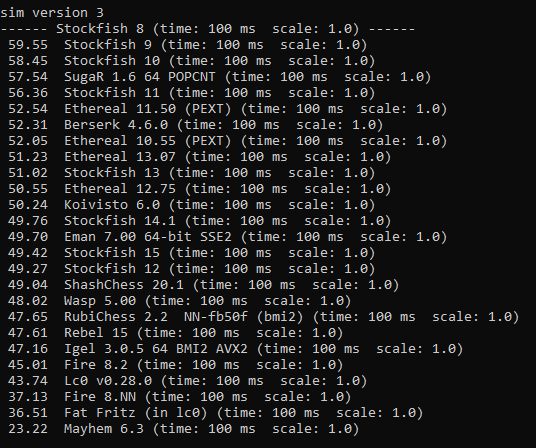 sim version 3
------ Stockfish 8 (time: 100 ms  scale: 1.0) ------
 59.55  Stockfish 9 (time: 100 ms  scale: 1.0)
 58.45  Stockfish 10 (time: 100 ms  scale: 1.0)
 57.54  SugaR 1.6 64 POPCNT (time: 100 ms  scale: 1.0)
 56.36  Stockfish 11 (time: 100 ms  scale: 1.0)
 52.54  Ethereal 11.50 (PEXT) (time: 100 ms  scale: 1.0)
 52.31  Berserk 4.6.0 (time: 100 ms  scale: 1.0)
 52.05  Ethereal 10.55 (PEXT) (time: 100 ms  scale: 1.0)
 51.23  Ethereal 13.07 (time: 100 ms  scale: 1.0)
 51.02  Stockfish 13 (time: 100 ms  scale: 1.0)
 50.55  Ethereal 12.75 (time: 100 ms  scale: 1.0)
 50.24  Koivisto 6.0 (time: 100 ms  scale: 1.0)
 49.76  Stockfish 14.1 (time: 100 ms  scale: 1.0)
 49.70  Eman 7.00 64-bit SSE2 (time: 100 ms  scale: 1.0)
 49.42  Stockfish 15 (time: 100 ms  scale: 1.0)
 49.27  Stockfish 12 (time: 100 ms  scale: 1.0)
 49.04  ShashChess 20.1 (time: 100 ms  scale: 1.0)
 48.02  Wasp 5.00 (time: 100 ms  scale: 1.0)
 47.65  RubiChess 2.2  NN-fb50f (bmi2) (time: 100 ms  scale: 1.0)
 47.61  Rebel 15 (time: 100 ms  scale: 1.0)
 47.16  Igel 3.0.5 64 BMI2 AVX2 (time: 100 ms  scale: 1.0)
 45.01  Fire 8.2 (time: 100 ms  scale: 1.0)
 43.74  Lc0 v0.28.0 (time: 100 ms  scale: 1.0)
 37.13  Fire 8.NN (time: 100 ms  scale: 1.0)
 36.51  Fat Fritz (in lc0) (time: 100 ms  scale: 1.0)
 23.22  Mayhem 6.3 (time: 100 ms  scale: 1.0)